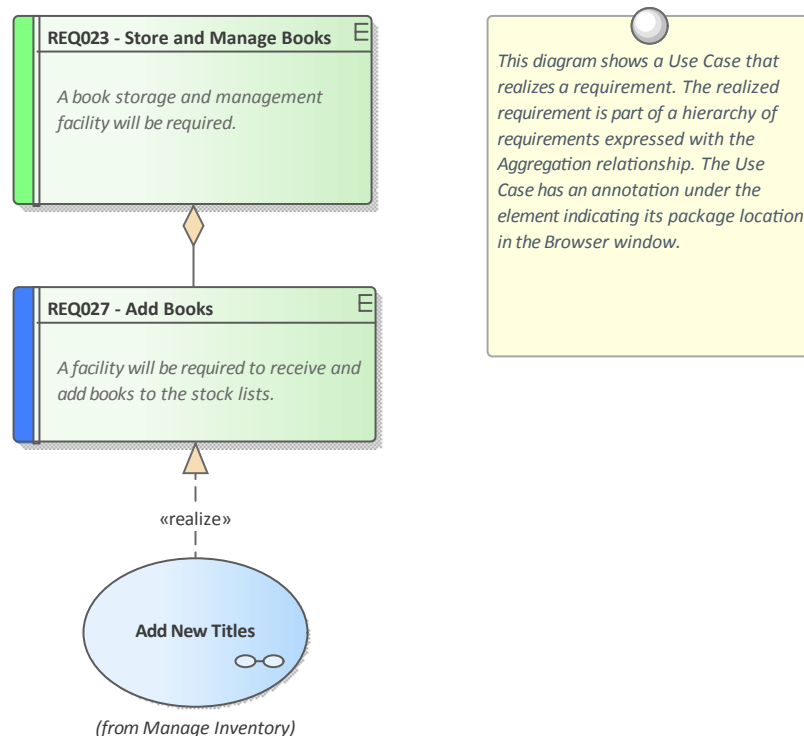 REQ023 - Store and Manage Books
E
A book storage and management
facility will be required.
This diagram shows a Use Case that
realizes a requirement. The realized
requirement is part of a hierarchy of
requirements expressed with the
Aggregation relationship. The Use
Case has an annotation under the
element indicating its package location
in the Browser window.
REQ027 - Add Books
E
A facility will be required to receive and
add books to the stock lists.
«realize»
Add New Titles
(from Manage Inventory)